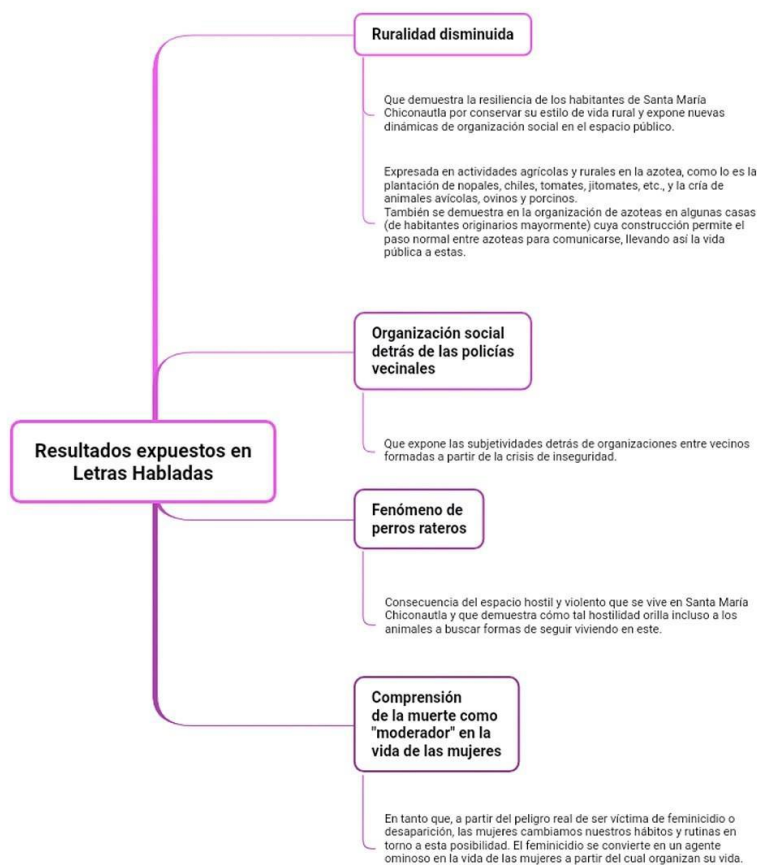 Ruralidad disminuida
Que demuestra la resiliencia de los habitantes de Santa María
Chiconautla por conservar su estilo de vida rural y expone nuevas
dinámicas de organización social en el espacio público.
Expresada en actividades agrícolas y rurales en la azotea, como lo es la
plantación de nopales, chiles, tomates, jitomates, etc., y la cría de
animales avícolas, ovinos y porcinos.
También se demuestra en la organización de azoteas en algunas casas
(de habitantes originarios mayormente) cuya construcción permite el
paso normal entre azoteas para comunicarse, llevando así la vida
pública a estas.
Organización social
detrás de las policías
vecinales
Que expone las subjetividades detrás de organizaciones entre vecinos
formadas a partir de la crisis de inseguridad.
Resultados expuestos en
Letras Habladas
Fenómeno de
perros rateros
Consecuencia del espacio hostil y violento que se vive en Santa María
Chiconautla y que demuestra cómo tal hostilidad orilla incluso a los
animales a buscar formas de seguir viviendo en este.
Comprensión
de la muerte como
"moderador" en la
vida de las mujeres
En tanto que, a partir del peligro real de ser víctima de feminicidio o
desaparición, las mujeres cambiamos nuestros hábitos y rutinas en
torno a esta posibilidad. El feminicidio se convierte en un agente
ominoso en la vida de las mujeres a partir del cual organizan su vida.